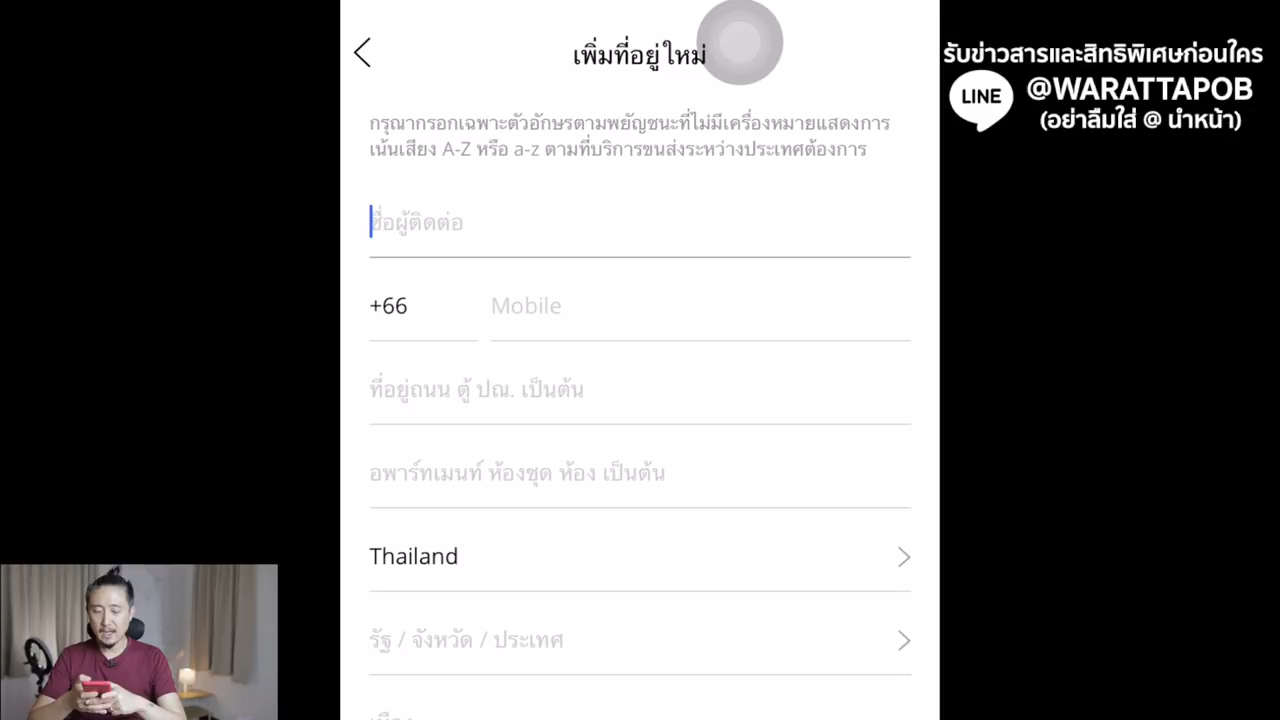 เพิ่มที่อยู่ใหม่
กรุณากรอกเฉพาะตัวอักษรตามพยัญชนะที่ไม่มีเครื่องหมายแสดงการ
เน้นเสียง A-Z หรือ a-z ตามที่บริการขนส่งระหว่างประเทศต้องการ
ชื่อผู้ติดต่อ
+66 Mobile
ที่อยู่ถนน ตู้ ปณ. เป็นต้น
อพาร์ทเมนท์ ห้องชุด ห้อง เป็นต้น
Thailand
รัฐ / จังหวัด / ประเทศ
รับข่าวสารและสิทธิพิเศษก่อนใคร
LINE @WARATTAPOB
(อย่าลืมใส่ @ นำหน้า)